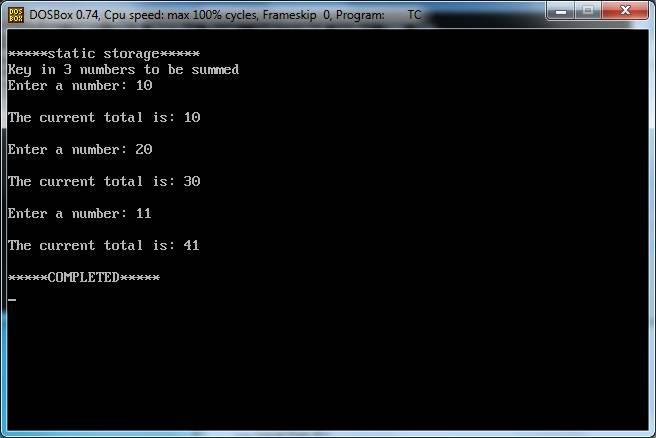 DOS BOX
DOSBox 0.74, Cpu speed: max 100% cycles, Frameskip 0, Program: TC
*****static storage*****
Key in 3 numbers to be summed
Enter a number: 10
The current total is: 10
Enter a number: 20
The current total is: 30
Enter a number: 11
The current total is: 41
*****COMPLETED*****
_